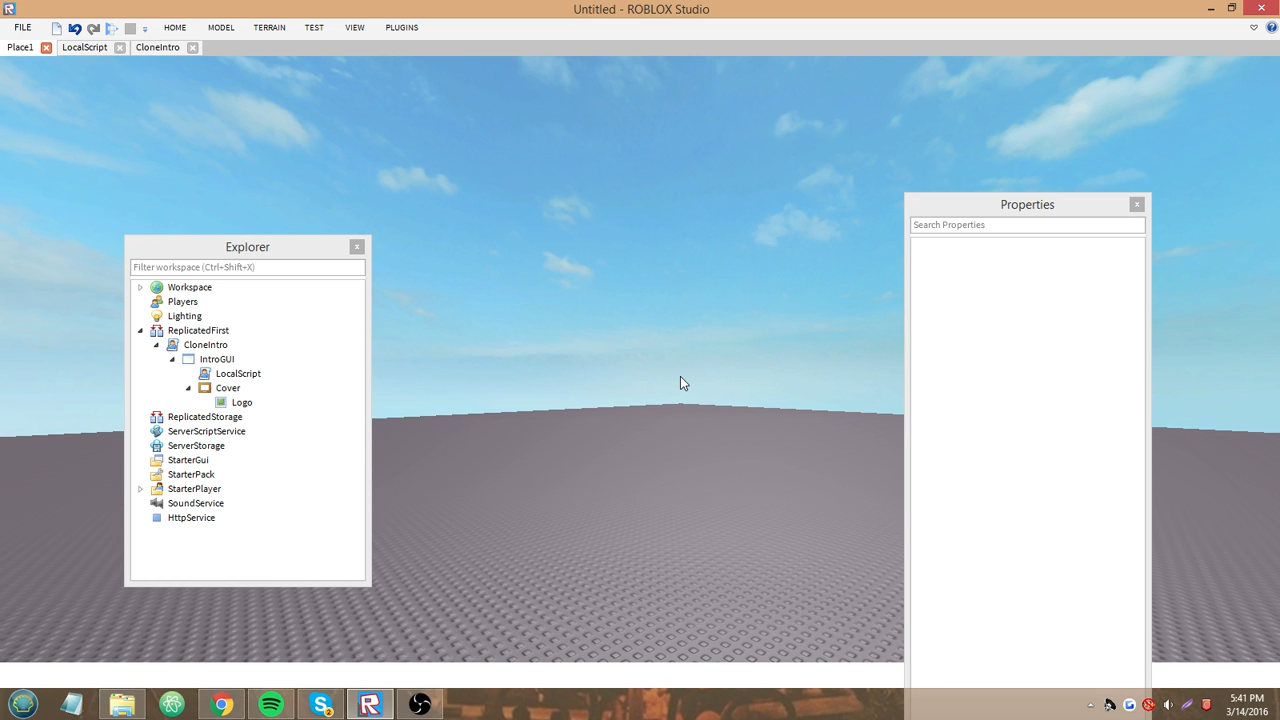 Untitled - ROBLOX Studio
FILE HOME MODEL TERRAIN TEST VIEW PLUGINS
Place1 LocalScript CloneIntro
Properties
Search Properties
Explorer
Filter workspace (Ctrl+Shift+X)
Workspace
Players
Lighting
ReplicatedFirst
CloneIntro
IntroGUI
LocalScript
Cover
Logo
ReplicatedStorage
ServerScriptService
ServerStorage
StarterGui
StarterPack
StarterPlayer
SoundService
HttpService
5:41 PM
3/14/2016